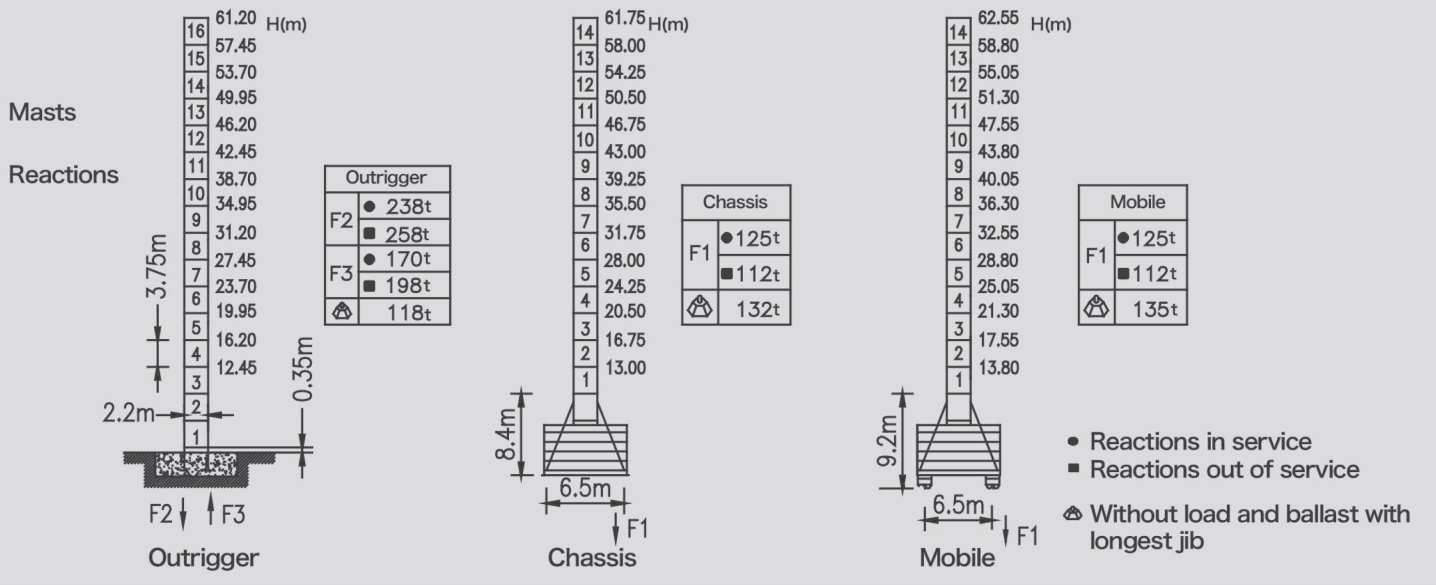 Masts
Reactions
61.20 H(m)
16
57.45
15
53.70
14
49.95
13
46.20
12
42.45
11
38.70
10
34.95
9
31.20
8
27.45
7
23.70
6
19.95
5
16.20
4
12.45
3
2
1
3.75m
2.2m
0.35m
F2 F3
Outrigger
Outrigger
F2 ● 238t
■ 258t
F3 ● 170t
■ 198t
118t
61.75 H(m)
14
58.00
13
54.25
12
50.50
11
46.75
10
43.00
9
39.25
8
35.50
7
31.75
6
28.00
5
24.25
4
20.50
3
16.75
2
13.00
1
8.4m
6.5m
F1
Chassis
Chassis
F1 ● 125t
■ 112t
132t
62.55 H(m)
14
58.80
13
55.05
12
51.30
11
47.55
10
43.80
9
40.05
8
36.30
7
32.55
6
28.80
5
25.05
4
21.30
3
17.55
2
13.80
1
9.2m
6.5m
F1
Mobile
Mobile
F1 ● 125t
■ 112t
135t
● Reactions in service
■ Reactions out of service
Without load and ballast with
longest jib